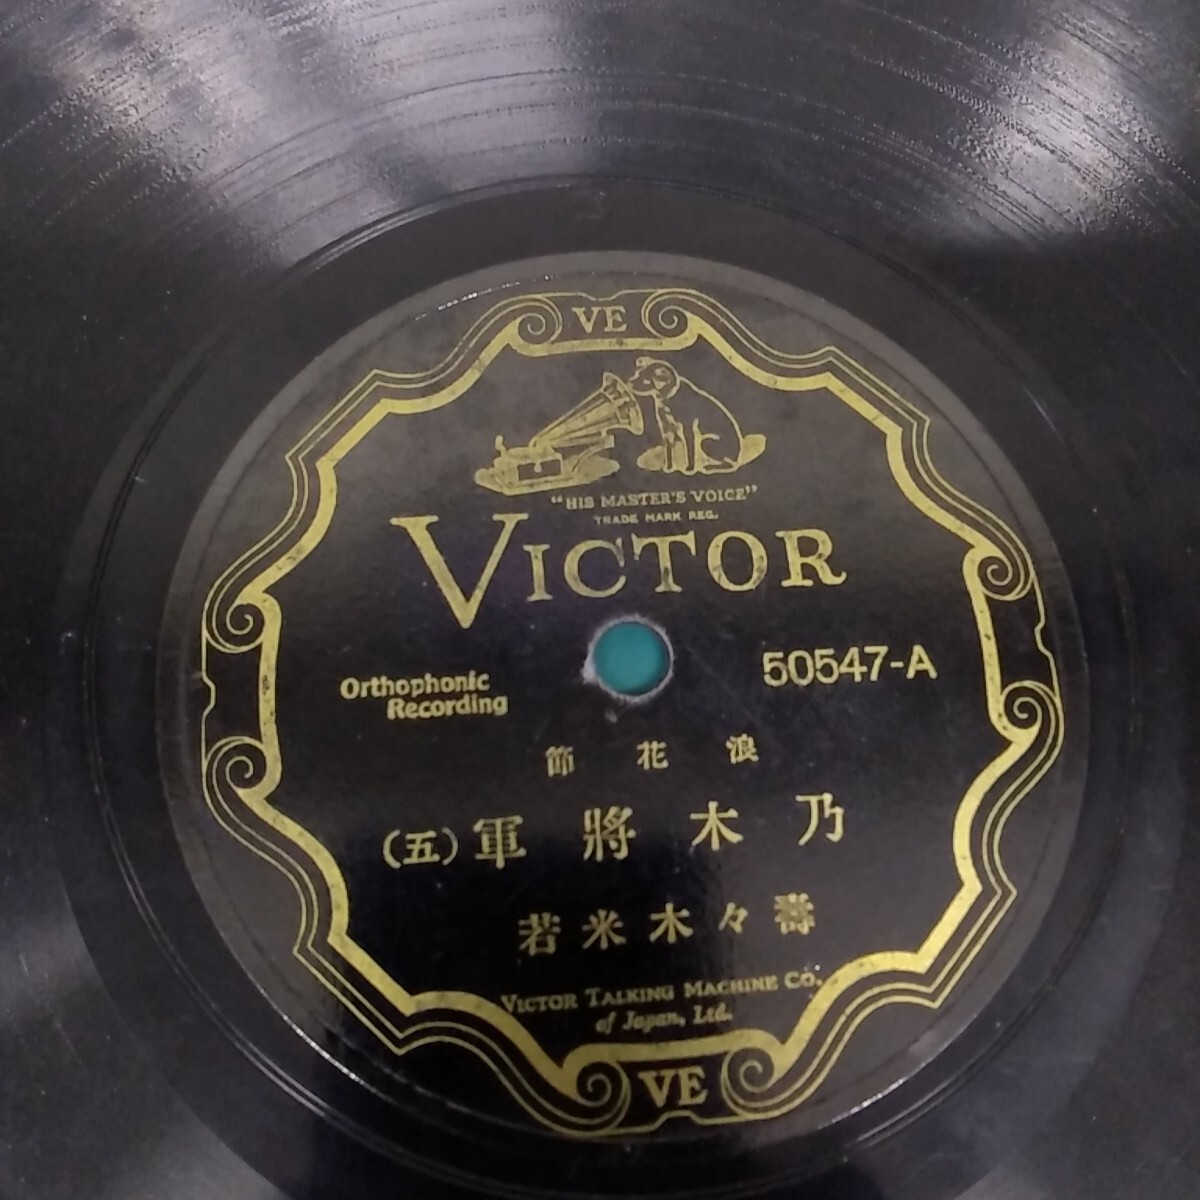 VE
"HIS MASTER'S VOICE"
TRADE MARK REG.
VICTOR
50547-A
Orthophonic
Recording
浪花節
乃木將軍(五)
壽々木米若
VICTOR TALKING MACHINE CO.
of Japan, Ltd.
VE